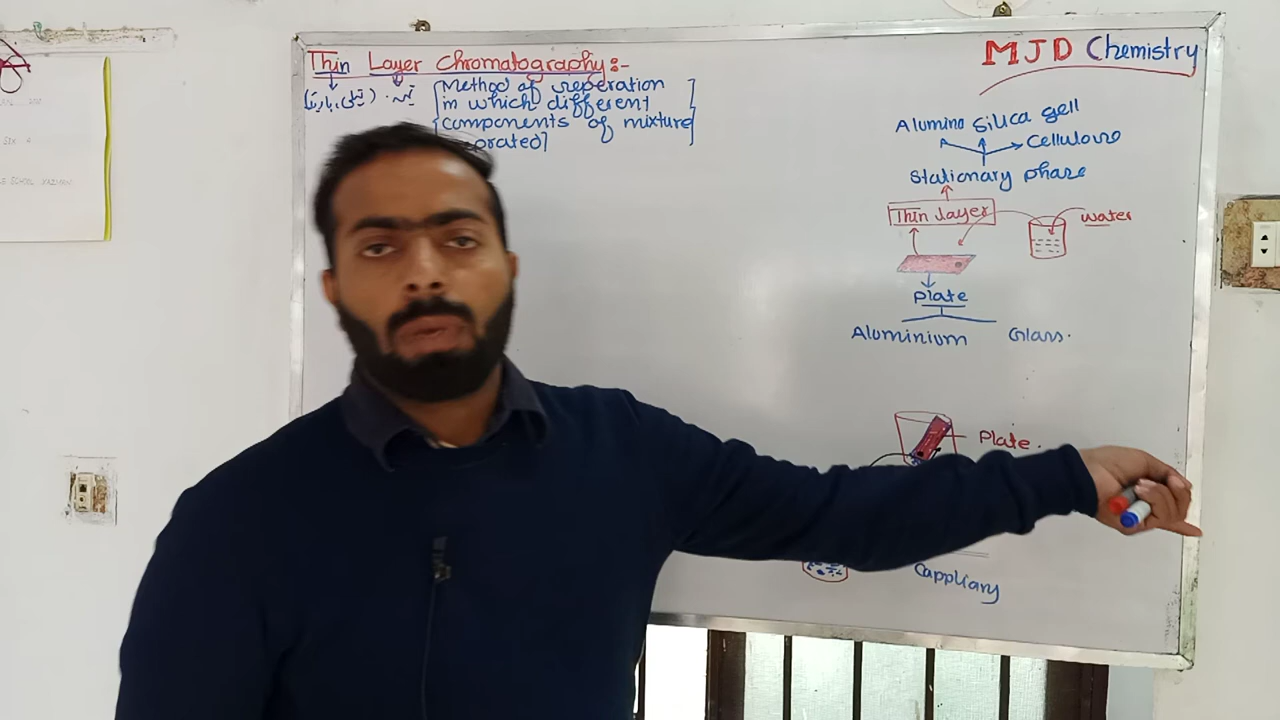 Thin Layer Chromatography:-
MJD Chemistry
Method of seperation
in which different
components of mixture
Alumina Silica gell
Cellulose
Stationary phase
Thin layer
water
Plate
Aluminium Glass.
Plate.
Cappliary